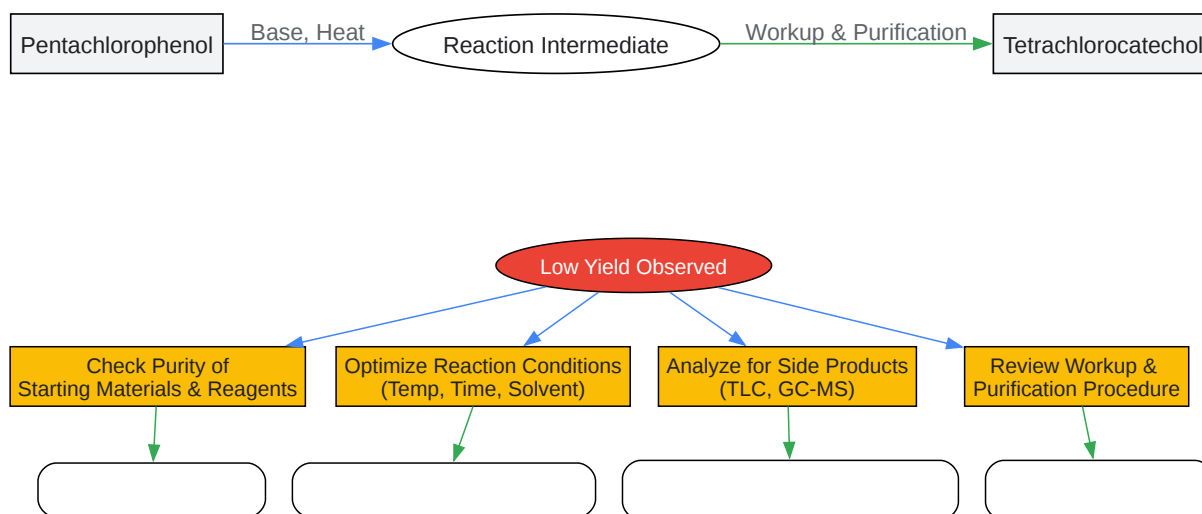 Pentachlorophenol
Base, Heat
Reaction Intermediate
Workup & Purification
Tetrachlorocatechol
Low Yield Observed
Check Purity of
Starting Materials & Reagents
Optimize Reaction Conditions
(Temp, Time, Solvent)
Analyze for Side Products
(TLC, GC-MS)
Review Workup &
Purification Procedure